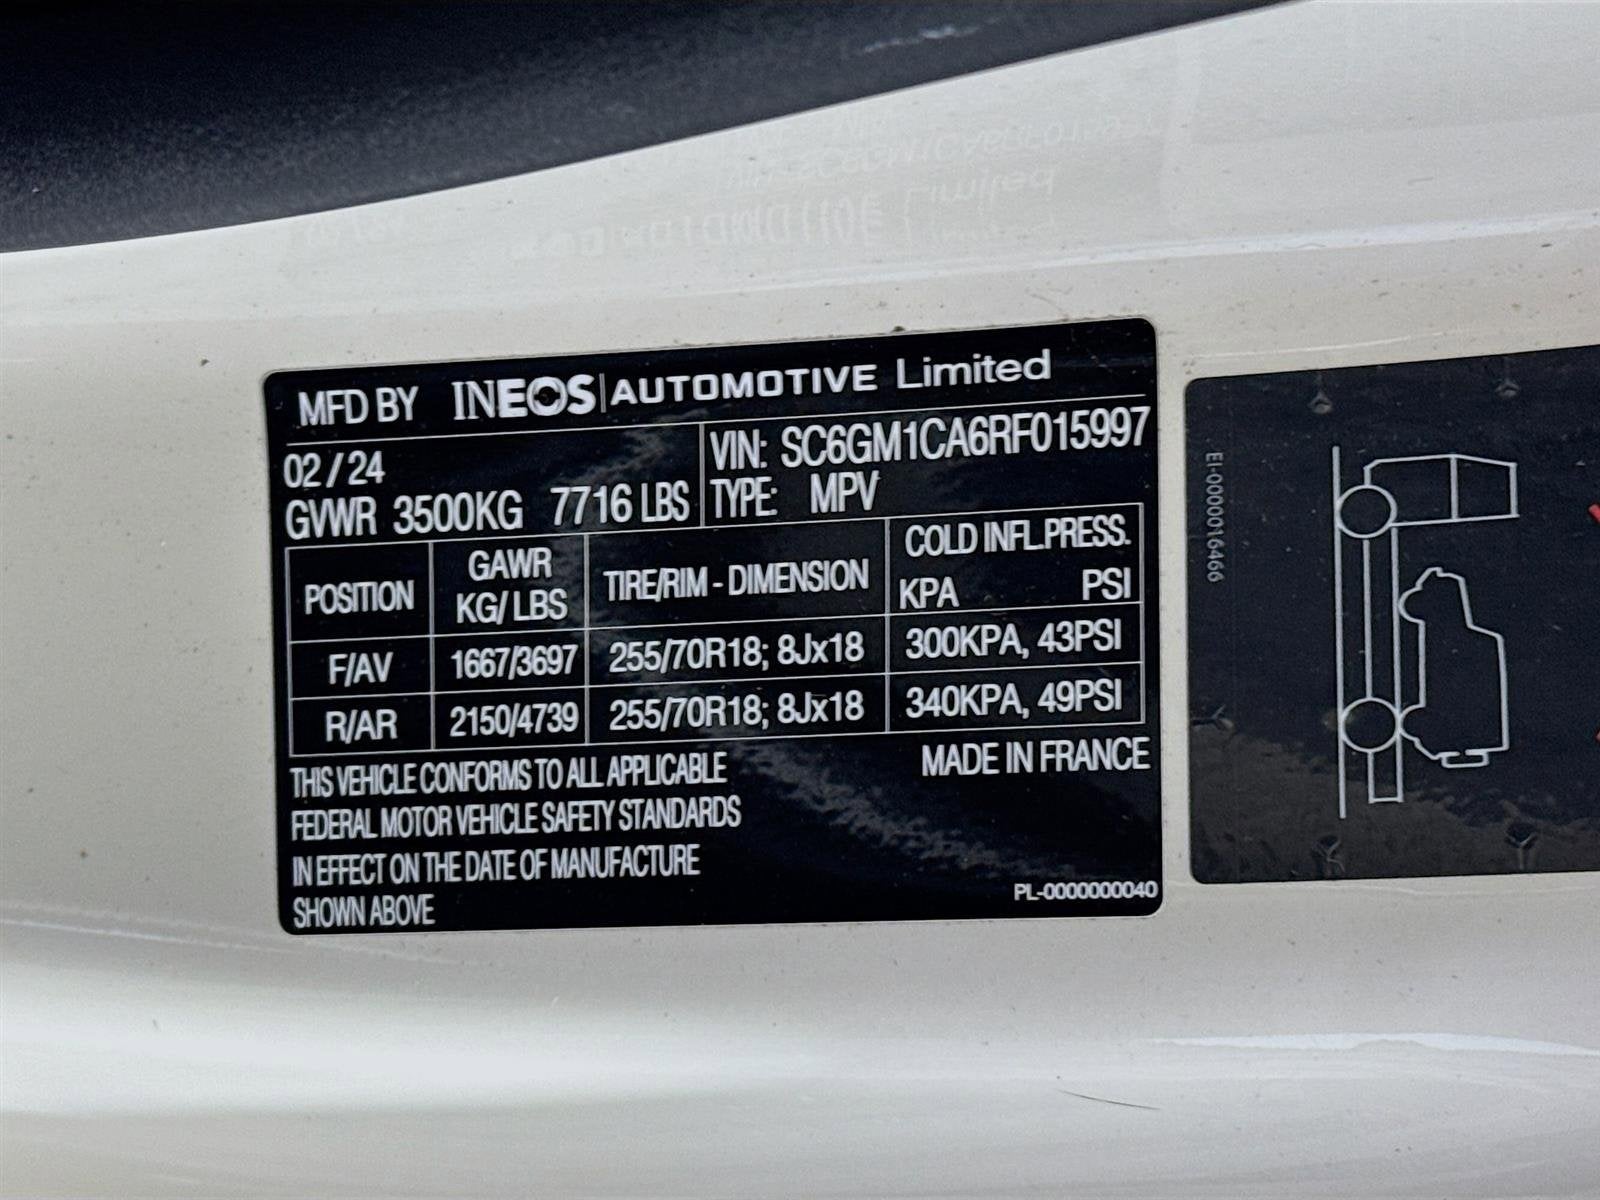 MFD BY INEOS|AUTOMOTIVE Limited
02/24
VIN: SC6GM1CA6RF015997
GVWR 3500KG 7716 LBS
TYPE: MPV
POSITION
GAWR
KG/LBS
TIRE/RIM - DIMENSION
COLD INFL.PRESS.
KPA PSI
F/AV 1667/3697 255/70R18; 8Jx18 300KPA, 43PSI
R/AR 2150/4739 255/70R18; 8Jx18 340KPA, 49PSI
THIS VEHICLE CONFORMS TO ALL APPLICABLE
MADE IN FRANCE
FEDERAL MOTOR VEHICLE SAFETY STANDARDS
IN EFFECT ON THE DATE OF MANUFACTURE
SHOWN ABOVE
PL-0000000040
EI-0000016466